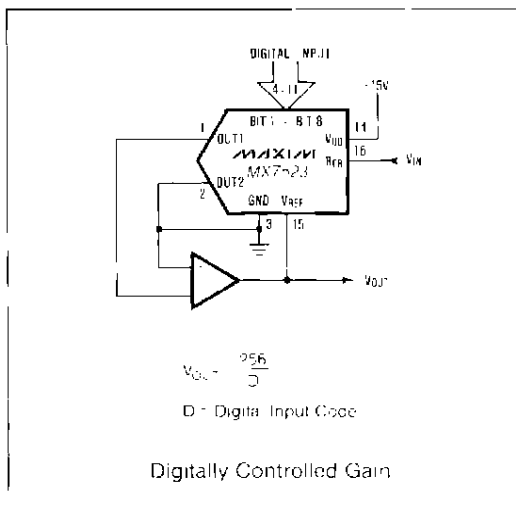 DIGITAL INPUT
4-11
-15V
1
BIT1 - BIT8
14
OUT1
VDD
MAXIM
16
RFB
VIN
MX7523
OUT2
2
GND VREF
3
15
VOUT
VOUT = 256
D
D = Digital Input Code
Digitally Controlled Gain